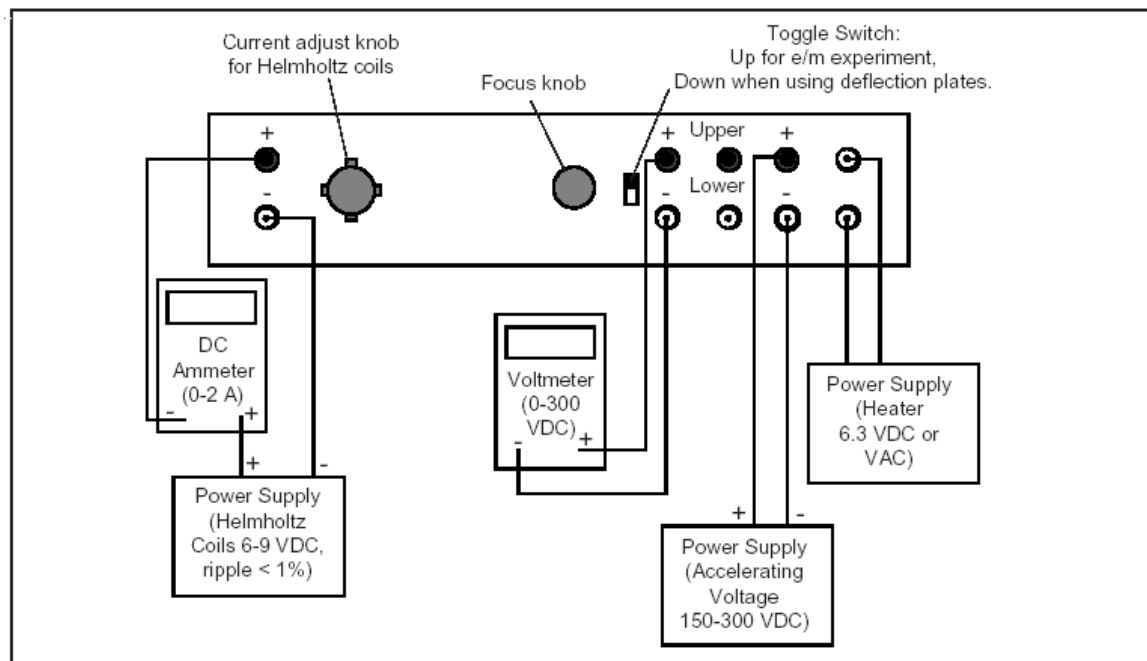 Current adjust knob
for Helmholtz coils
Focus knob
Toggle Switch:
Up for e/m experiment,
Down when using deflection plates.
+
-
+
-
Upper
Lower
+
-
DC
Ammeter
(0-2 A)
-
+
+
-
Power Supply
(Helmholtz
Coils 6-9 VDC,
ripple < 1%)
Voltmeter
(0-300
VDC)
-
+
Power Supply
(Heater
6.3 VDC or
VAC)
+
-
Power Supply
(Accelerating
Voltage
150-300 VDC)